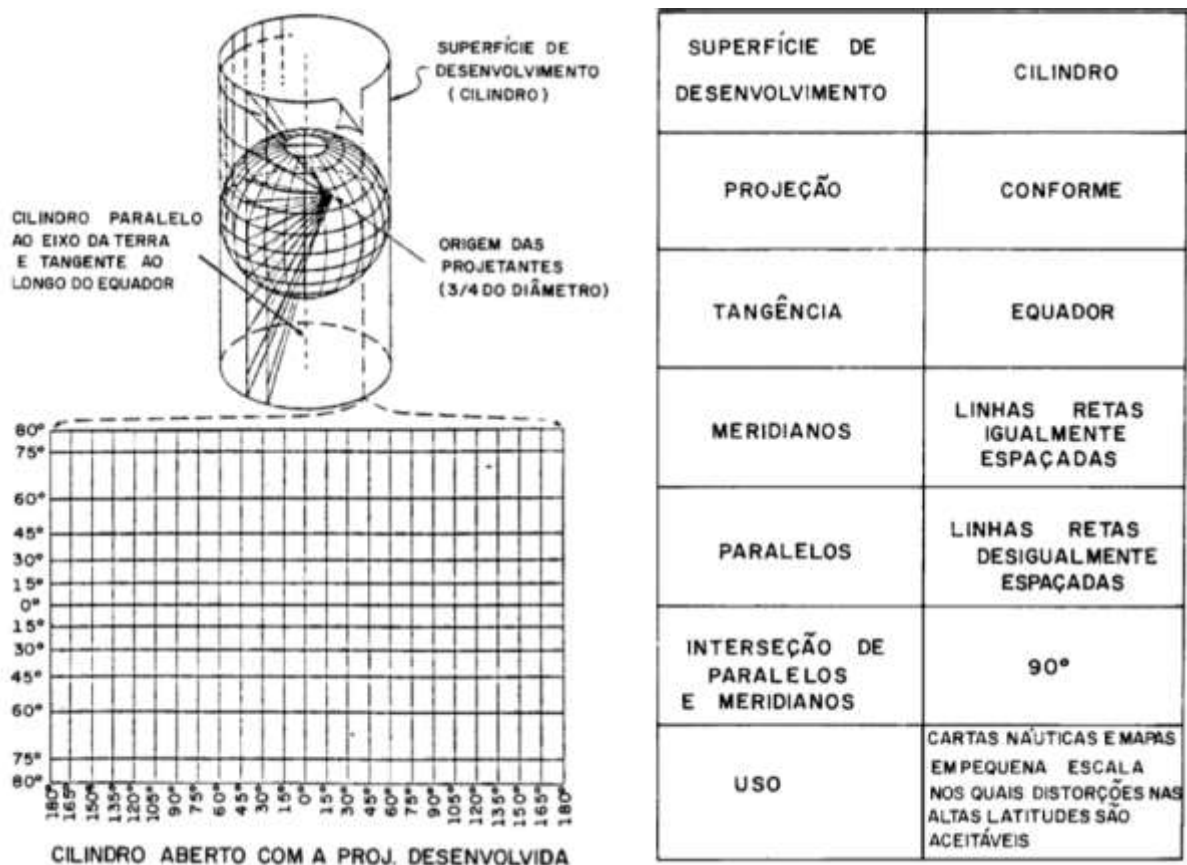 SUPERFÍCIE DE
DESENVOLVIMENTO
(CILINDRO)
CILINDRO PARALELO
AO EIXO DA TERRA
E TANGENTE AO
LONGO DO EQUADOR
ORIGEM DAS
PROJETANTES
(3/4 DO DIÂMETRO)
80°
75°
60°
45°
30°
15°
0°
15°
30°
45°
60°
75°
80°
180° 165° 150° 135° 120° 105° 90° 75° 60° 45° 30° 15° 0° 15° 30° 45° 60° 75° 90° 105° 120° 135° 150° 165° 180°
CILINDRO ABERTO COM A PROJ. DESENVOLVIDA
SUPERFÍCIE DE
DESENVOLVIMENTO
CILINDRO
PROJEÇÃO
CONFORME
TANGÊNCIA
EQUADOR
MERIDIANOS
LINHAS RETAS
IGUALMENTE
ESPAÇADAS
PARALELOS
LINHAS RETAS
DESIGUALMENTE
ESPAÇADAS
INTERSEÇÃO DE
PARALELOS
E MERIDIANOS
90°
USO
CARTAS NÁUTICAS E MAPAS
EM PEQUENA ESCALA
NOS QUAIS DISTORÇÕES NAS
ALTAS LATITUDES SÃO
ACEITÁVEIS